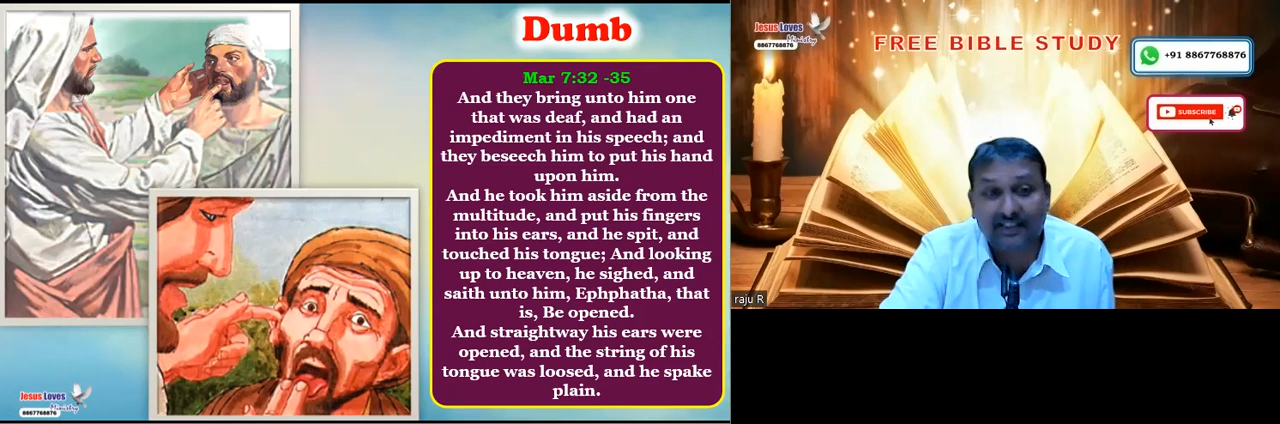 Dumb
Mar 7:32 -35
And they bring unto him one
that was deaf, and had an
impediment in his speech; and
they beseech him to put his hand
upon him.
And he took him aside from the
multitude, and put his fingers
into his ears, and he spit, and
touched his tongue; And looking
up to heaven, he sighed, and
saith unto him, Ephphatha, that
is, Be opened.
And straightway his ears were
opened, and the string of his
tongue was loosed, and he spake
plain.
Jesus Loves
Ministry
8867768876
Jesus Loves
Ministry
8867768876
FREE BIBLE STUDY
+91 8867768876
SUBSCRIBE
raju R